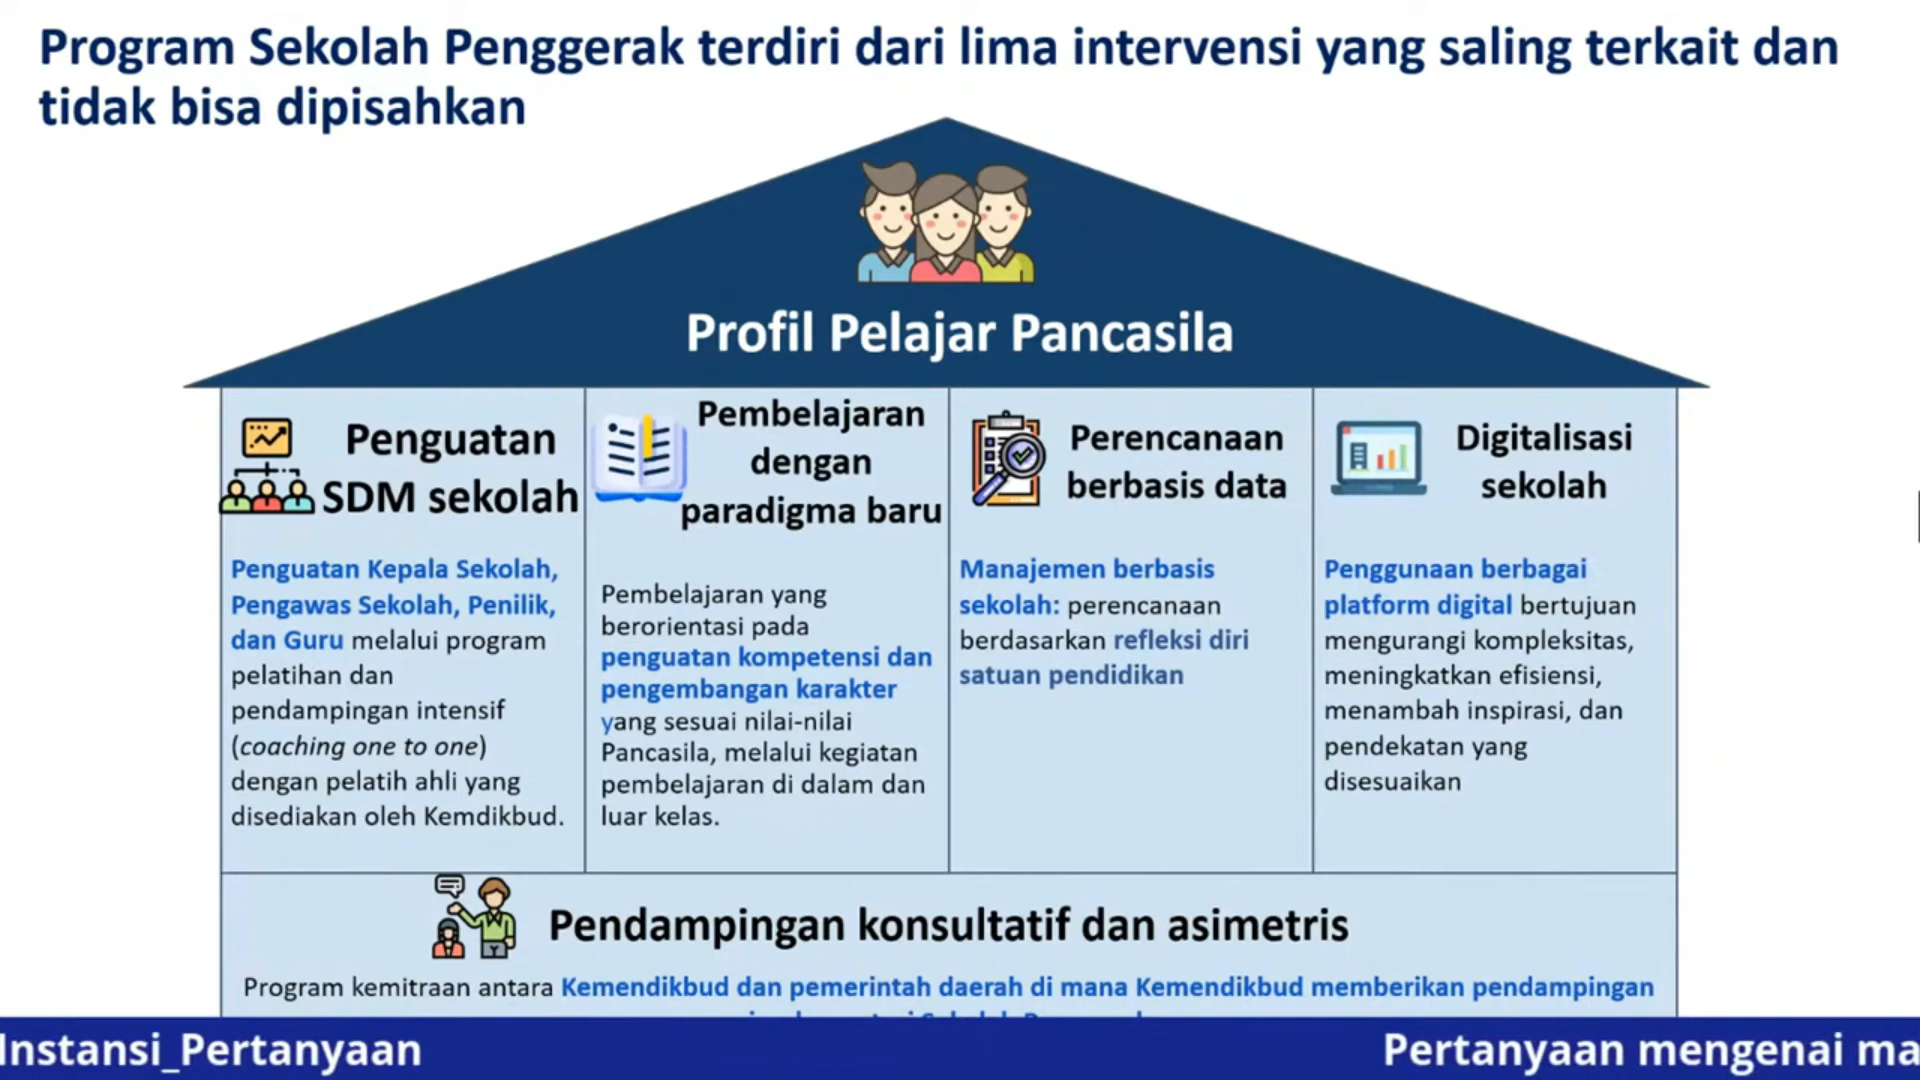 Program Sekolah Penggerak terdiri dari lima intervensi yang saling terkait dan
tidak bisa dipisahkan
Profil Pelajar Pancasila
Penguatan
SDM sekolah
Penguatan Kepala Sekolah,
Pengawas Sekolah, Penilik,
dan Guru melalui program
pelatihan dan
pendampingan intensif
(coaching one to one)
dengan pelatih ahli yang
disediakan oleh Kemdikbud.
Pembelajaran
dengan
paradigma baru
Pembelajaran yang
berorientasi pada
penguatan kompetensi dan
pengembangan karakter
yang sesuai nilai-nilai
Pancasila, melalui kegiatan
pembelajaran di dalam dan
luar kelas.
Perencanaan
berbasis data
Manajemen berbasis
sekolah: perencanaan
berdasarkan refleksi diri
satuan pendidikan
Digitalisasi
sekolah
Penggunaan berbagai
platform digital bertujuan
mengurangi kompleksitas,
meningkatkan efisiensi,
menambah inspirasi, dan
pendekatan yang
disesuaikan
Pendampingan konsultatif dan asimetris
Program kemitraan antara Kemendikbud dan pemerintah daerah di mana Kemendikbud memberikan pendampingan
Instansi_Pertanyaan
Pertanyaan mengenai ma